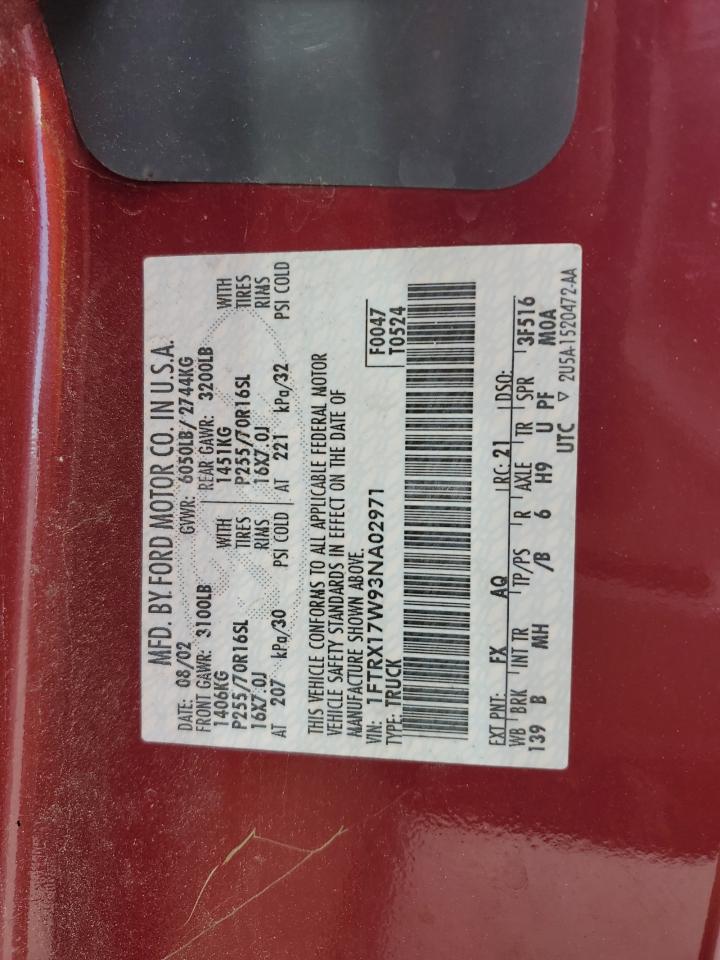 MFD. BY FORD MOTOR CO. IN U.S.A.
DATE: 08/02 GVWR: 6050LB/2744KG
FRONT GAWR: 3100LB REAR GAWR: 3200LB
1406KG WITH 1451KG WITH
P255/70R16SL TIRES P255/70R16SL TIRES
16X7.0J RIMS 16X7.0J RIMS
AT 207 kPa/30 PSI COLD AT 221 kPa/32 PSI COLD
THIS VEHICLE CONFORMS TO ALL APPLICABLE FEDERAL MOTOR
VEHICLE SAFETY STANDARDS IN EFFECT ON THE DATE OF
MANUFACTURE SHOWN ABOVE.
VIN: 1FTRX17W93NA02971 F0047
TYPE: TRUCK T0524
EXT PNT: FX AQ RC: 21 DSO:
WB BRK INT TR TP/PS R AXLE TR SPR 3F516
139 B MH /B 6 H9 U PF M0A
UTC ▽ 2U5A-1520472-AA